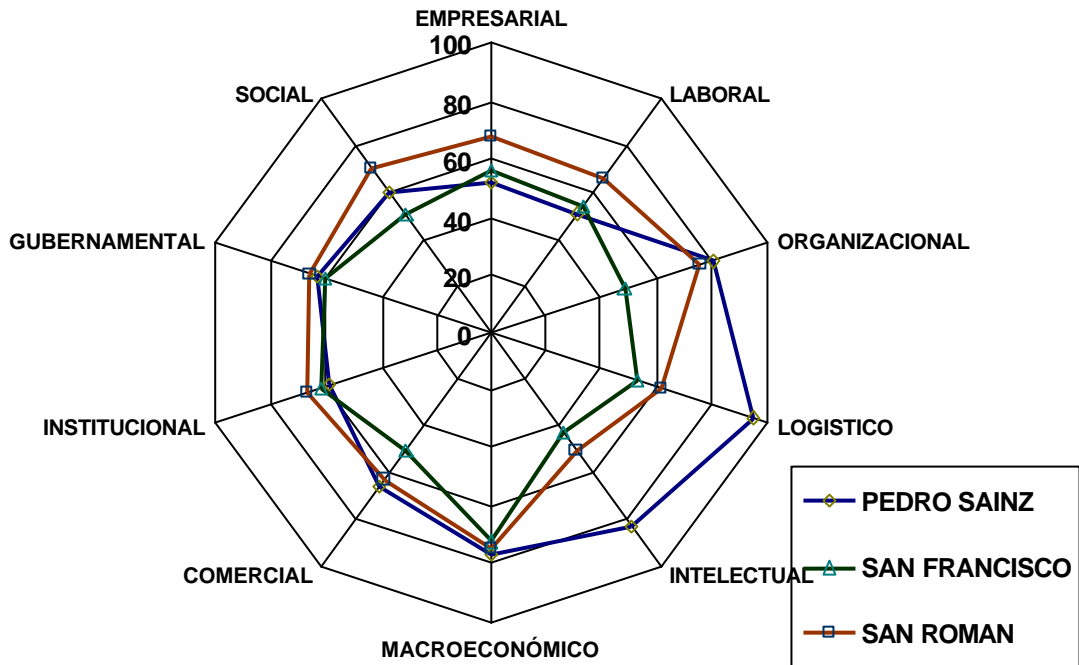 EMPRESARIAL
100
SOCIAL
LABORAL
80
60
40
GUBERNAMENTAL
ORGANIZACIONAL
20
0
INSTITUCIONAL
LOGISTICO
PEDRO SAINZ
SAN FRANCISCO
COMERCIAL
INTELECTUAL
SAN ROMAN
MACROECONÓMICO